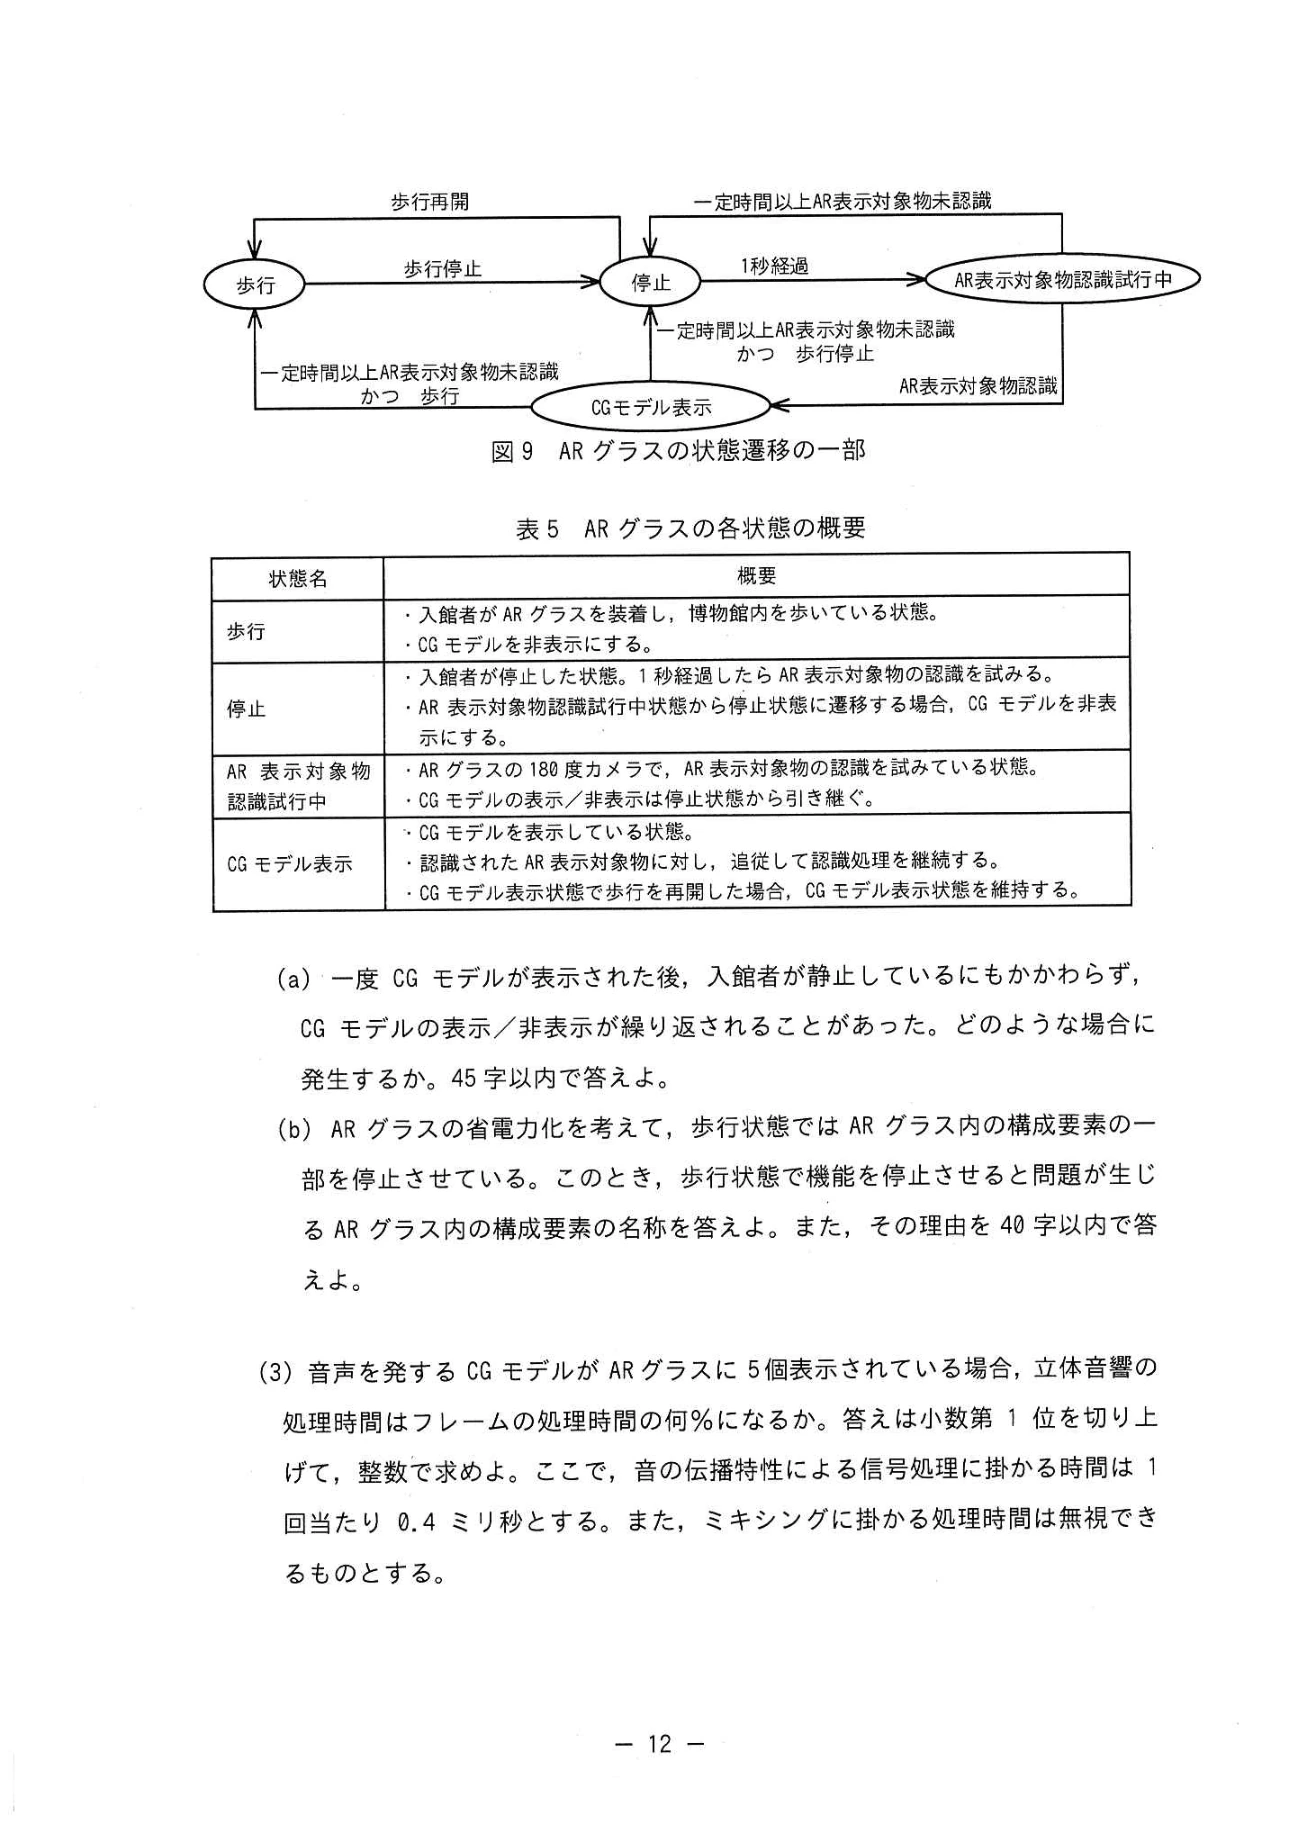 歩行再開
一定時間以上AR表示対象物未認識
歩行
歩行停止
停止
1秒経過
AR表示対象物認識試行中
一定時間以上AR表示対象物未認識
かつ 歩行停止
一定時間以上AR表示対象物未認識
かつ 歩行
AR表示対象物認識
CGモデル表示
図9 ARグラスの状態遷移の一部
表5 ARグラスの各状態の概要
状態名 概要
歩行
・入館者がARグラスを装着し，博物館内を歩いている状態。
・CGモデルを非表示にする。
停止
・入館者が停止した状態。1秒経過したらAR表示対象物の認識を試みる。
・AR表示対象物認識試行中状態から停止状態に遷移する場合，CGモデルを非表
示にする。
AR表示対象物
認識試行中
・ARグラスの180度カメラで，AR表示対象物の認識を試みている状態。
・CGモデルの表示／非表示は停止状態から引き継ぐ。
CGモデル表示
・CGモデルを表示している状態。
・認識されたAR表示対象物に対し，追従して認識処理を継続する。
・CGモデル表示状態で歩行を再開した場合，CGモデル表示状態を維持する。
(a) 一度CGモデルが表示された後，入館者が静止しているにもかかわらず，
CGモデルの表示／非表示が繰り返されることがあった。どのような場合に
発生するか。45字以内で答えよ。
(b) ARグラスの省電力化を考えて，歩行状態ではARグラス内の構成要素の一
部を停止させている。このとき，歩行状態で機能を停止させると問題が生じ
るARグラス内の構成要素の名称を答えよ。また，その理由を40字以内で答
えよ。
(3) 音声を発するCGモデルがARグラスに5個表示されている場合，立体音響の
処理時間はフレームの処理時間の何％になるか。答えは小数第1位を切り上
げて，整数で求めよ。ここで，音の伝播特性による信号処理に掛かる時間は1
回当たり0.4ミリ秒とする。また，ミキシングに掛かる処理時間は無視でき
るものとする。
－ 12 －